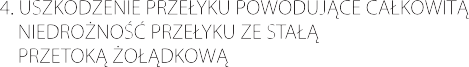 4. USZKODZENIE PRZEŁYKU POWODUJĄCE CAŁKOWITĄ
NIEDROŻNOŚĆ PRZEŁYKU ZE STAŁĄ
PRZETOKĄ ŻOŁĄDKOWĄ